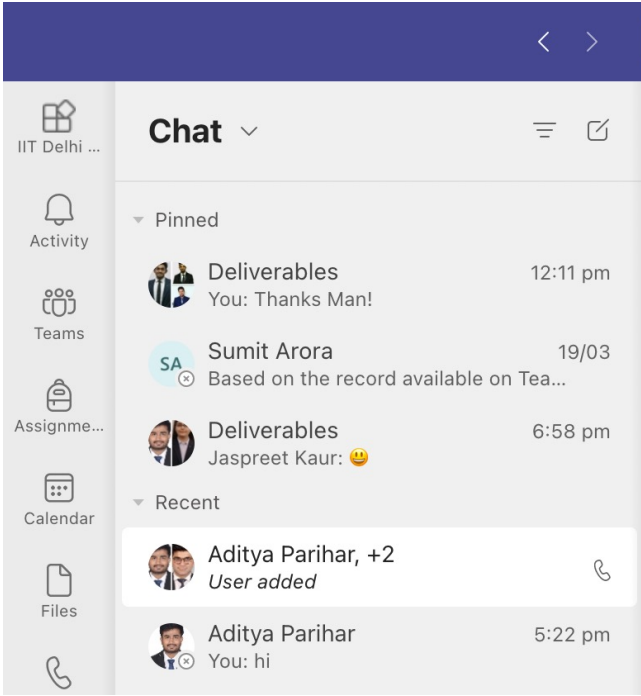 Chat
IIT Delhi ...
Activity
Teams
Assignme...
Calendar
Files
Pinned
Deliverables 12:11 pm
You: Thanks Man!
SA
Sumit Arora 19/03
Based on the record available on Tea...
Deliverables 6:58 pm
Jaspreet Kaur: 😃
Recent
Aditya Parihar, +2
User added
Aditya Parihar 5:22 pm
You: hi